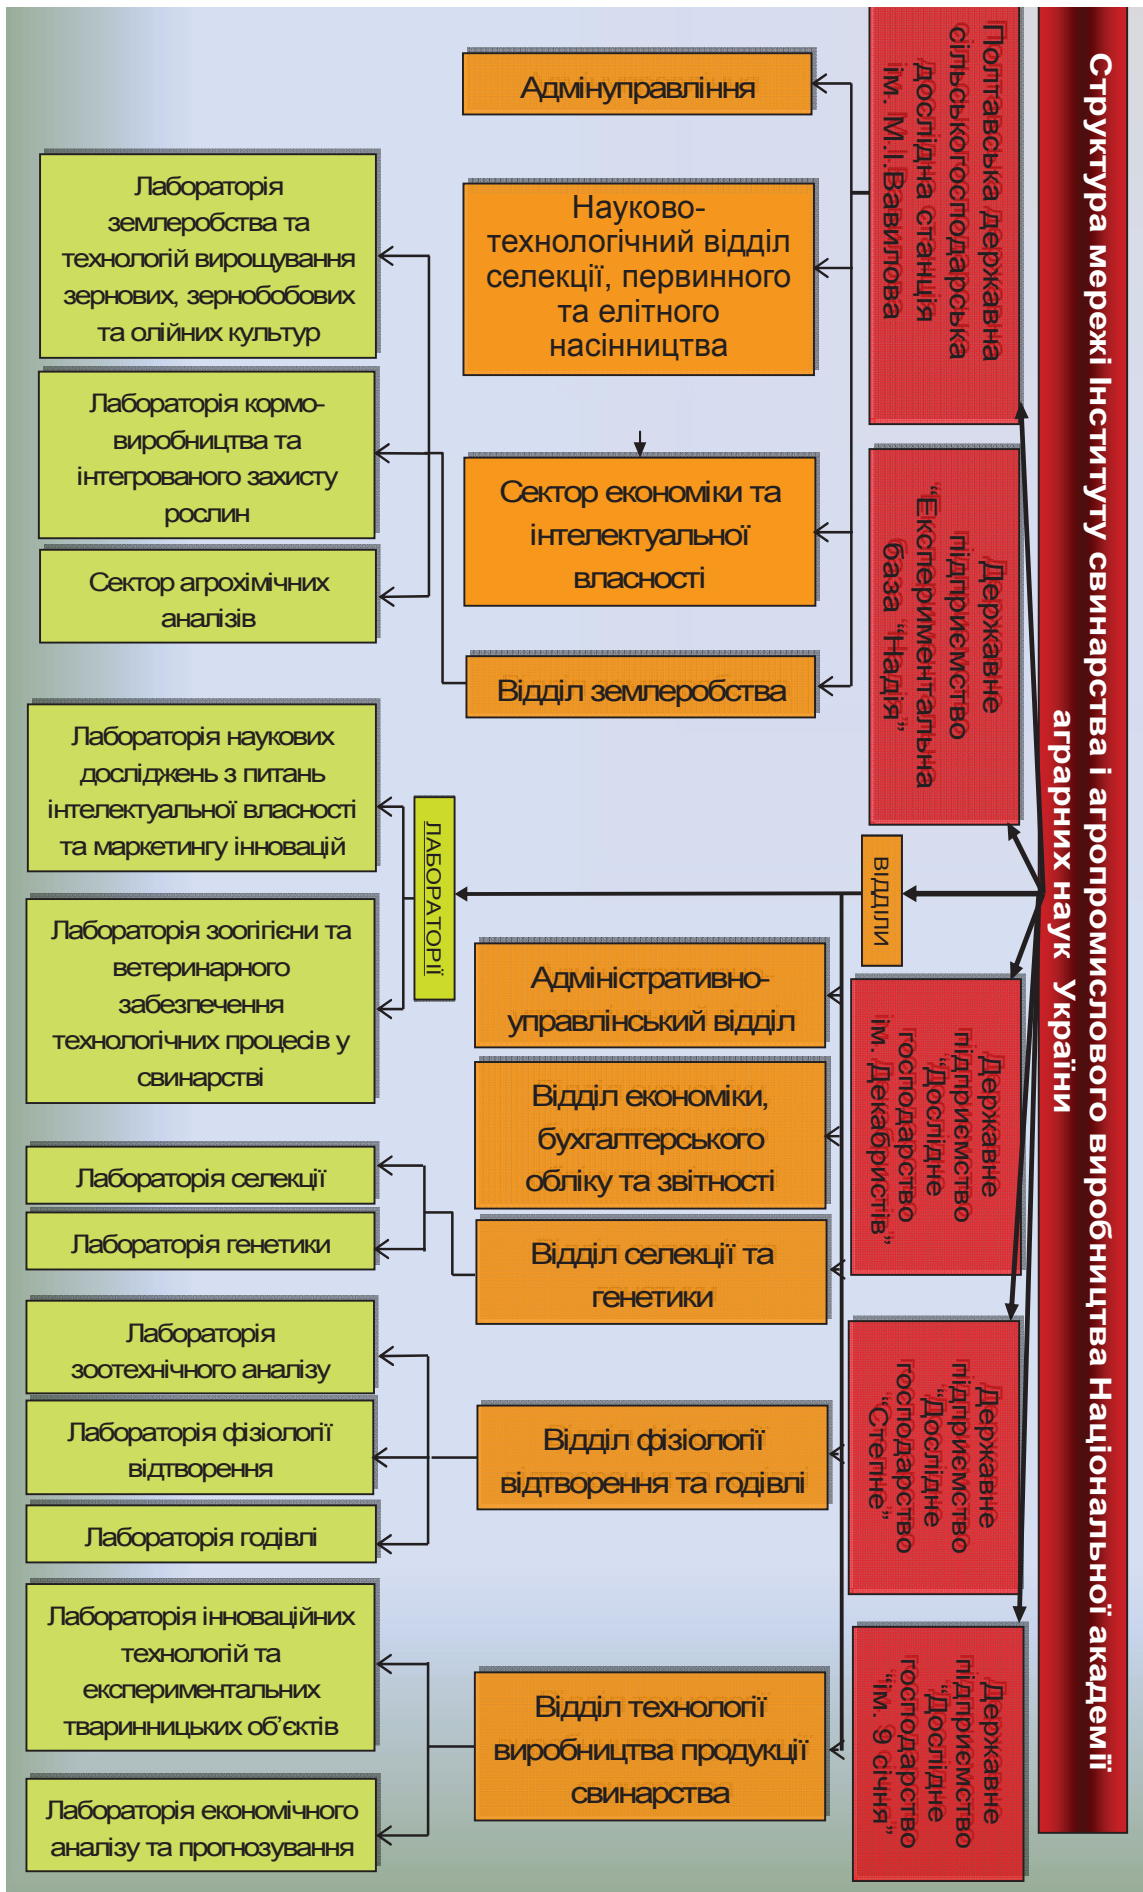 Структура мережі Інституту свинарства і агропромислового виробництва Національної академії
аграрних наук України
Полтавська державна
сільськогосподарська
дослідна станція
ім. М.І.Вавилова
Державне
підприємство
“Експериментальна
база “Надія”
Державне
підприємство
“Дослідне
господарство
ім. Декабристів”
Державне
підприємство
“Дослідне
господарство
“Степне”
Державне
підприємство
“Дослідне
господарство
“ім. 9 січня”
Адмінуправління
Науково-
технологічний відділ
селекції, первинного
та елітного
насінництва
Сектор економіки та
інтелектуальної
власності
Відділ землеробства
ВІДДІЛИ
Адміністративно-
управлінський відділ
Відділ економіки,
бухгалтерського
обліку та звітності
Відділ селекції та
генетики
Відділ фізіології
відтворення та годівлі
Відділ технології
виробництва продукції
свинарства
Лабораторія
землеробства та
технологій вирощування
зернових, зернобобових
та олійних культур
Лабораторія кормо-
виробництва та
інтегрованого захисту
рослин
Сектор агрохімічних
аналізів
ЛАБОРАТОРІЇ
Лабораторія наукових
досліджень з питань
інтелектуальної власності
та маркетингу інновацій
Лабораторія зоогігієни та
ветеринарного
забезпечення
технологічних процесів у
свинарстві
Лабораторія селекції
Лабораторія генетики
Лабораторія
зоотехнічного аналізу
Лабораторія фізіології
відтворення
Лабораторія годівлі
Лабораторія інноваційних
технологій та
експериментальних
тваринницьких об’єктів
Лабораторія економічного
аналізу та прогнозування